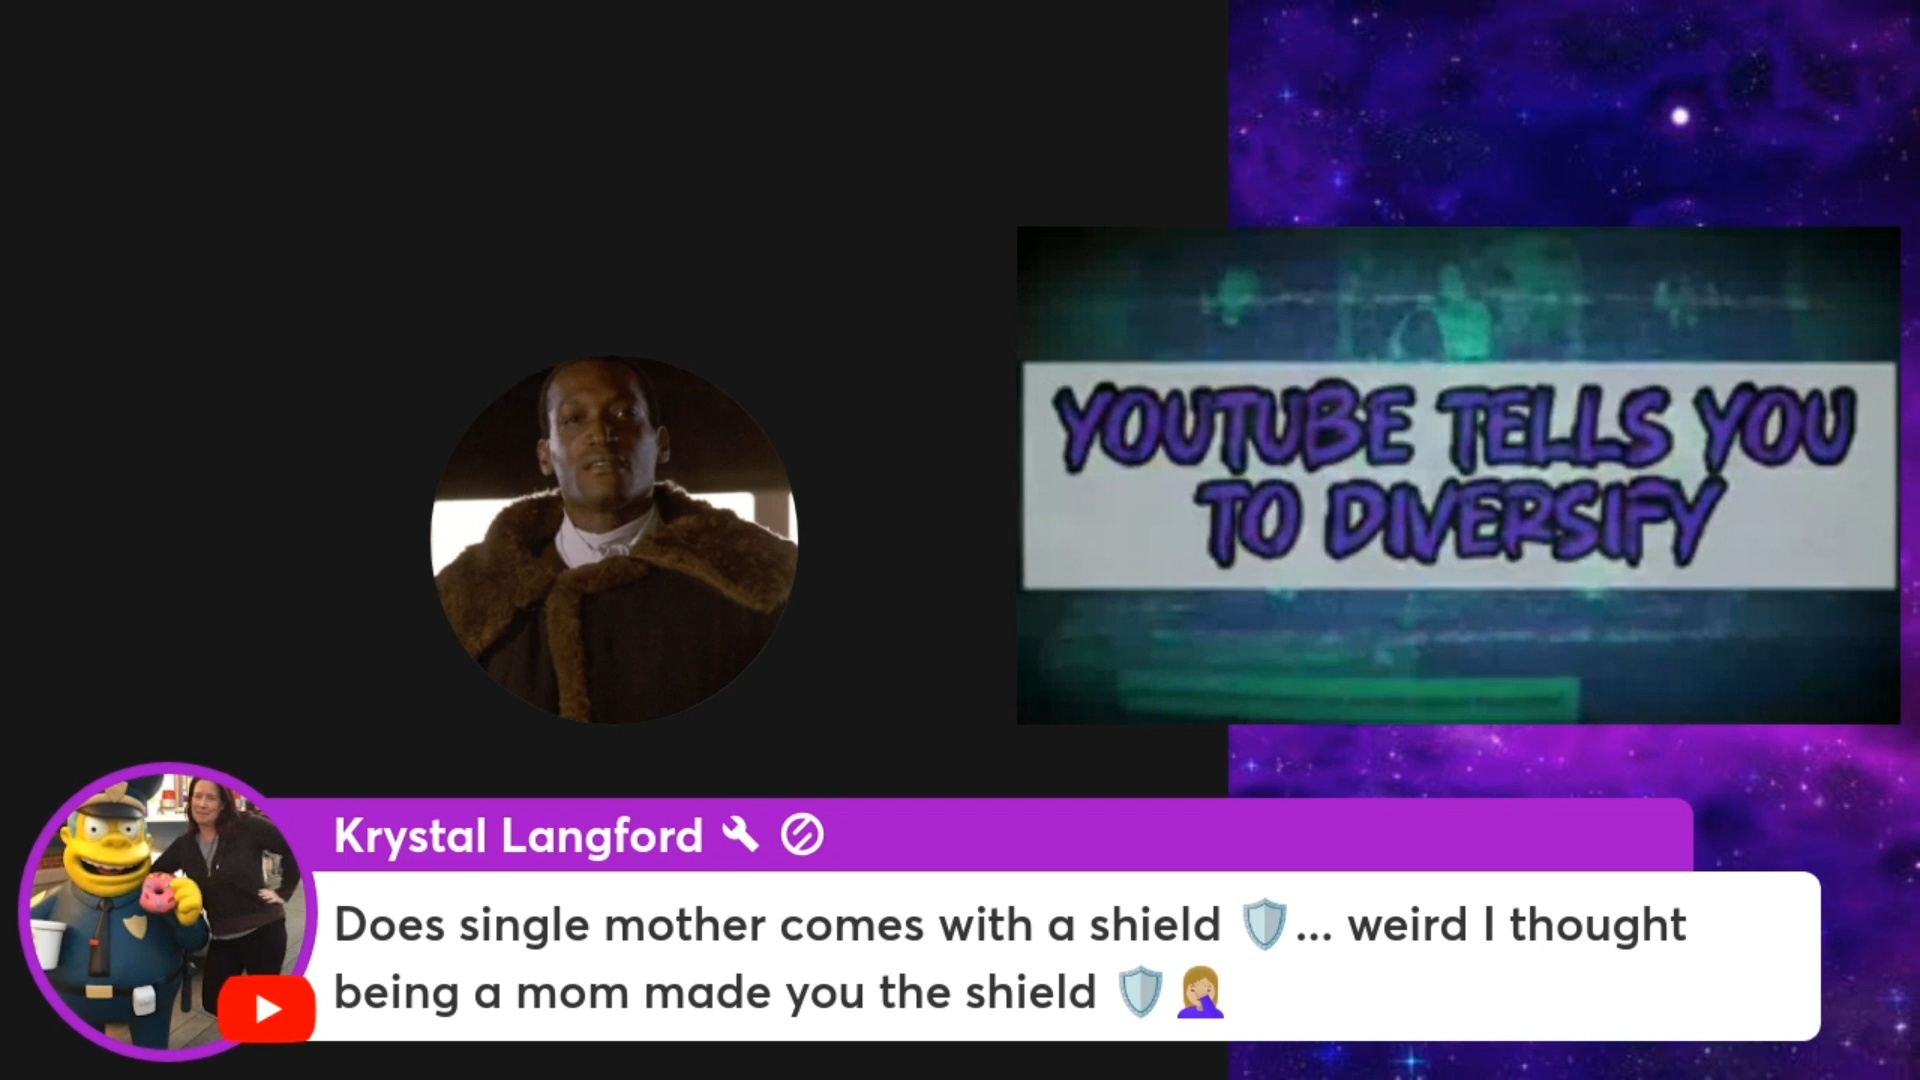 YOUTUBE TELLS YOU
TO DIVERSIFY
Krystal Langford
Does single mother comes with a shield 🛡️... weird I thought
being a mom made you the shield 🛡️🤦🏼‍♀️